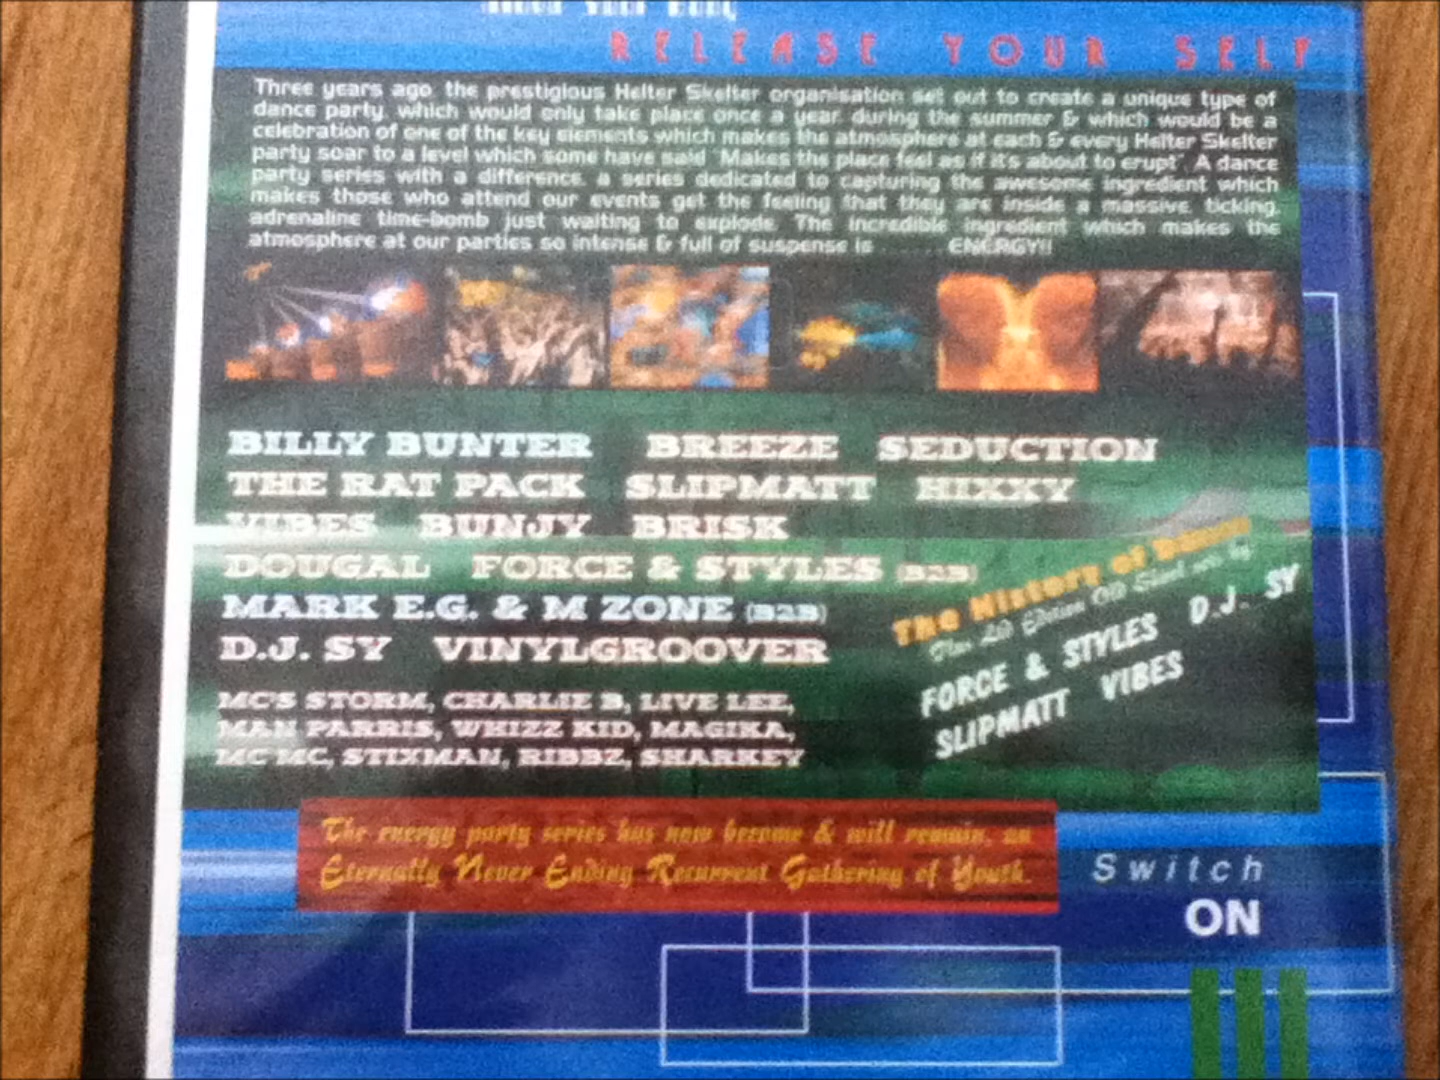 RELEASE YOUR SELF
Three years ago, the prestigious Helter Skelter organisation set out to create a unique type of
dance party, which would only take place once a year, during the summer & which would be a
celebration of one of the key elements which makes the atmosphere at each & every Helter Skelter
party soar to a level which some have said "Makes the place feel as if it's about to erupt". A dance
party series with a difference, a series dedicated to capturing the awesome ingredient which
makes those who attend our events get the feeling that they are inside a massive, ticking,
adrenaline time-bomb just waiting to explode. The incredible ingredient which makes the
atmosphere at our parties so intense & full of suspense is ENERGY!!
BILLY BUNTER BREEZE SEDUCTION
THE RAT PACK SLIPMATT HIXXY
VIBES BUNJY BRISK
DOUGAL FORCE & STYLES (B2B)
MARK E.G. & M ZONE (B2B)
D.J. SY VINYLGROOVER
MC'S STORM, CHARLIE B, LIVE LEE,
MAN PARRIS, WHIZZ KID, MAGIKA,
MC MC, STIXMAN, RIBBZ, SHARKEY
The History of Dance
Old Skool
FORCE & STYLES D.J. SY
SLIPMATT VIBES
The energy party series has now become & will remain, an
Eternally Never Ending Recurrent Gathering of Youth.
Switch
ON